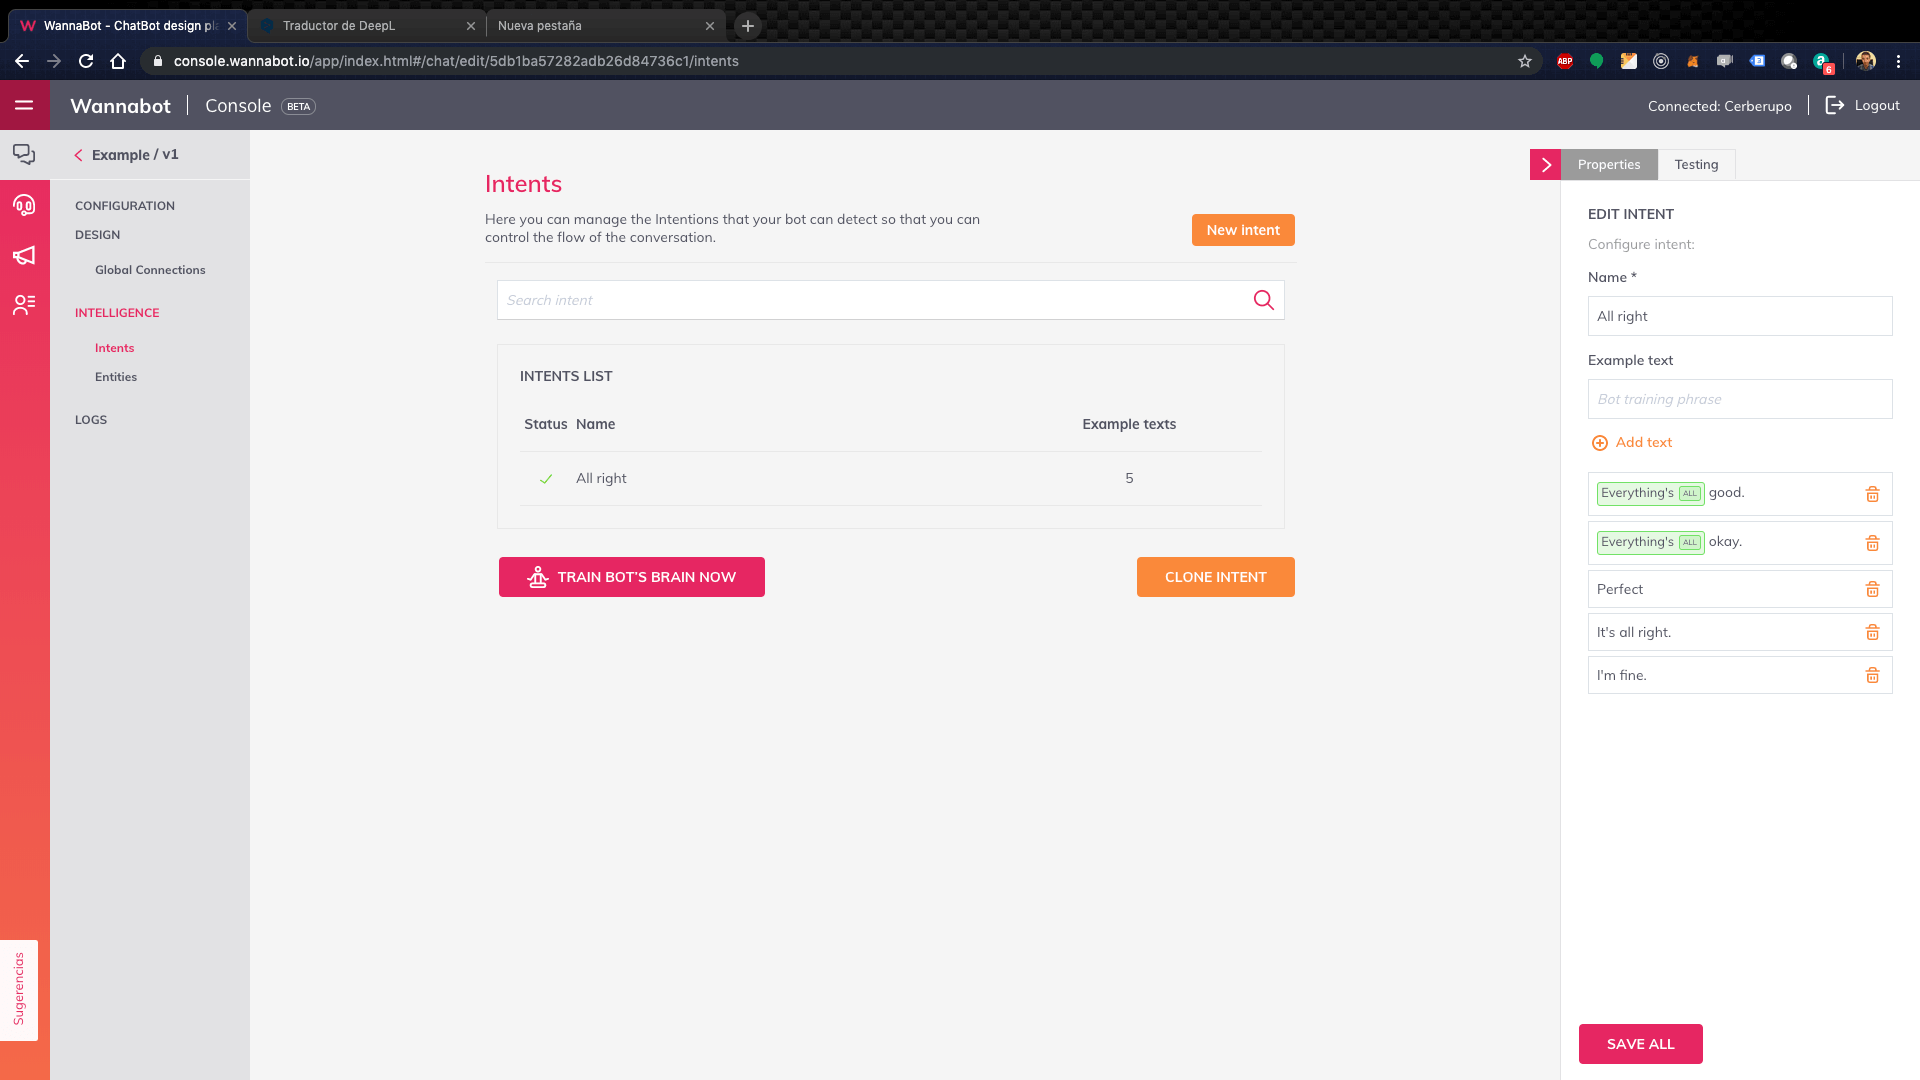 WannaBot - ChatBot design pla
Traductor de DeepL
Nueva pestaña
console.wannabot.io/app/index.html#/chat/edit/5db1ba57282adb26d84736c1/intents
ABP
6
Wannabot
Console
BETA
Connected: Cerberupo
Logout
Example / v1
CONFIGURATION
DESIGN
Global Connections
INTELLIGENCE
Intents
Entities
LOGS
Sugerencias
Intents
Here you can manage the Intentions that your bot can detect so that you can
control the flow of the conversation.
New intent
Search intent
INTENTS LIST
Status Name Example texts
All right 5
TRAIN BOT'S BRAIN NOW
CLONE INTENT
Properties
Testing
EDIT INTENT
Configure intent:
Name *
All right
Example text
Bot training phrase
Add text
Everything's ALL good.
Everything's ALL okay.
Perfect
It's all right.
I'm fine.
SAVE ALL